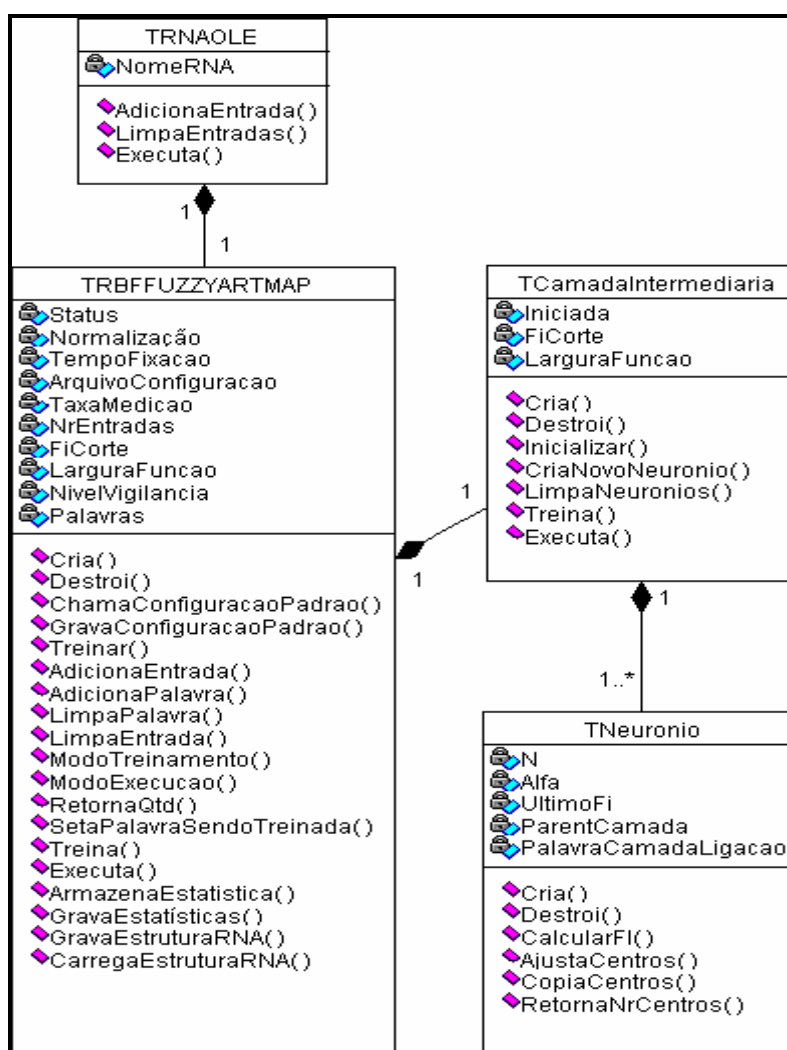 TRNAOLE
NomeRNA
AdicionaEntrada()
LimpaEntradas()
Executa()
1
1
TRBFFUZZYARTMAP
Status
Normalização
TempoFixacao
ArquivoConfiguracao
TaxaMedicao
NrEntradas
FiCorte
LarguraFuncao
NivelVigilancia
Palavras
Cria()
Destroi()
ChamaConfiguracaoPadrao()
GravaConfiguracaoPadrao()
Treinar()
AdicionaEntrada()
AdicionaPalavra()
LimpaPalavra()
LimpaEntrada()
ModoTreinamento()
ModoExecucao()
RetornaQtd()
SetaPalavraSendoTreinada()
Treina()
Executa()
ArmazenaEstatistica()
GravaEstatísticas()
GravaEstruturaRNA()
CarregaEstruturaRNA()
1
1
TCamadaIntermediaria
Iniciada
FiCorte
LarguraFuncao
Cria()
Destroi()
Inicializar()
CriaNovoNeuronio()
LimpaNeuronios()
Treina()
Executa()
1
1..*
TNeuronio
N
Alfa
UltimoFi
ParentCamada
PalavraCamadaLigacao
Cria()
Destroi()
CalcularFI()
AjustaCentros()
CopiaCentros()
RetornaNrCentros()